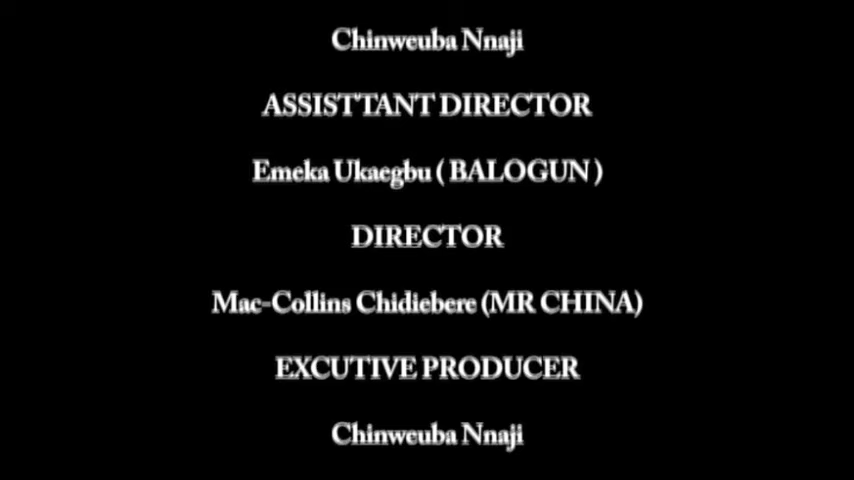 Chinweuba Nnaji
ASSISTTANT DIRECTOR
Emeka Ukaegbu ( BALOGUN )
DIRECTOR
Mac-Collins Chidiebere (MR CHINA)
EXCUTIVE PRODUCER
Chinweuba Nnaji